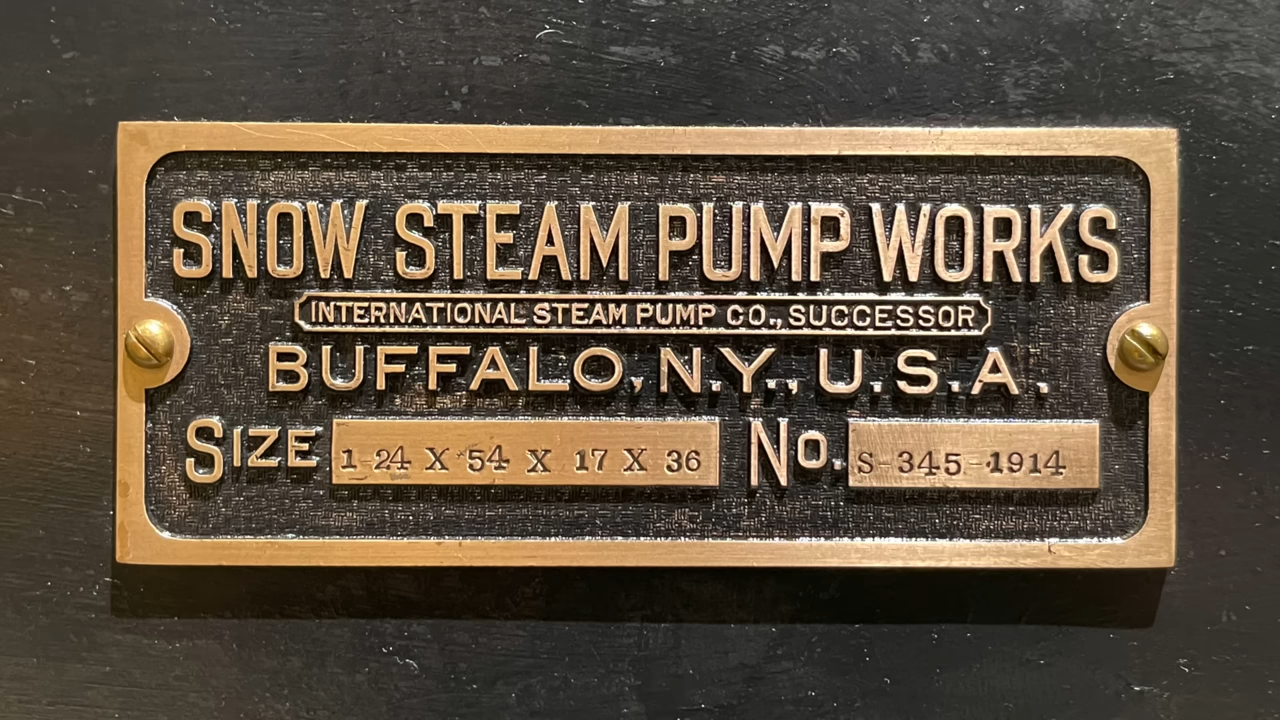 SNOW STEAM PUMP WORKS
INTERNATIONAL STEAM PUMP CO., SUCCESSOR
BUFFALO, N.Y., U.S.A.
SIZE 1-24 X 54 X 17 X 36 No. S-345-1914